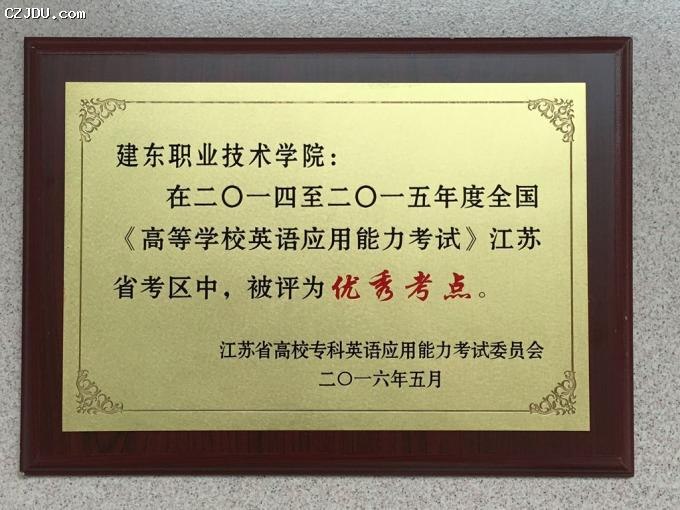 CZJDU.com
建东职业技术学院：
在二〇一四至二〇一五年度全国
《高等学校英语应用能力考试》江苏
省考区中，被评为优秀考点。
江苏省高校专科英语应用能力考试委员会
二〇一六年五月